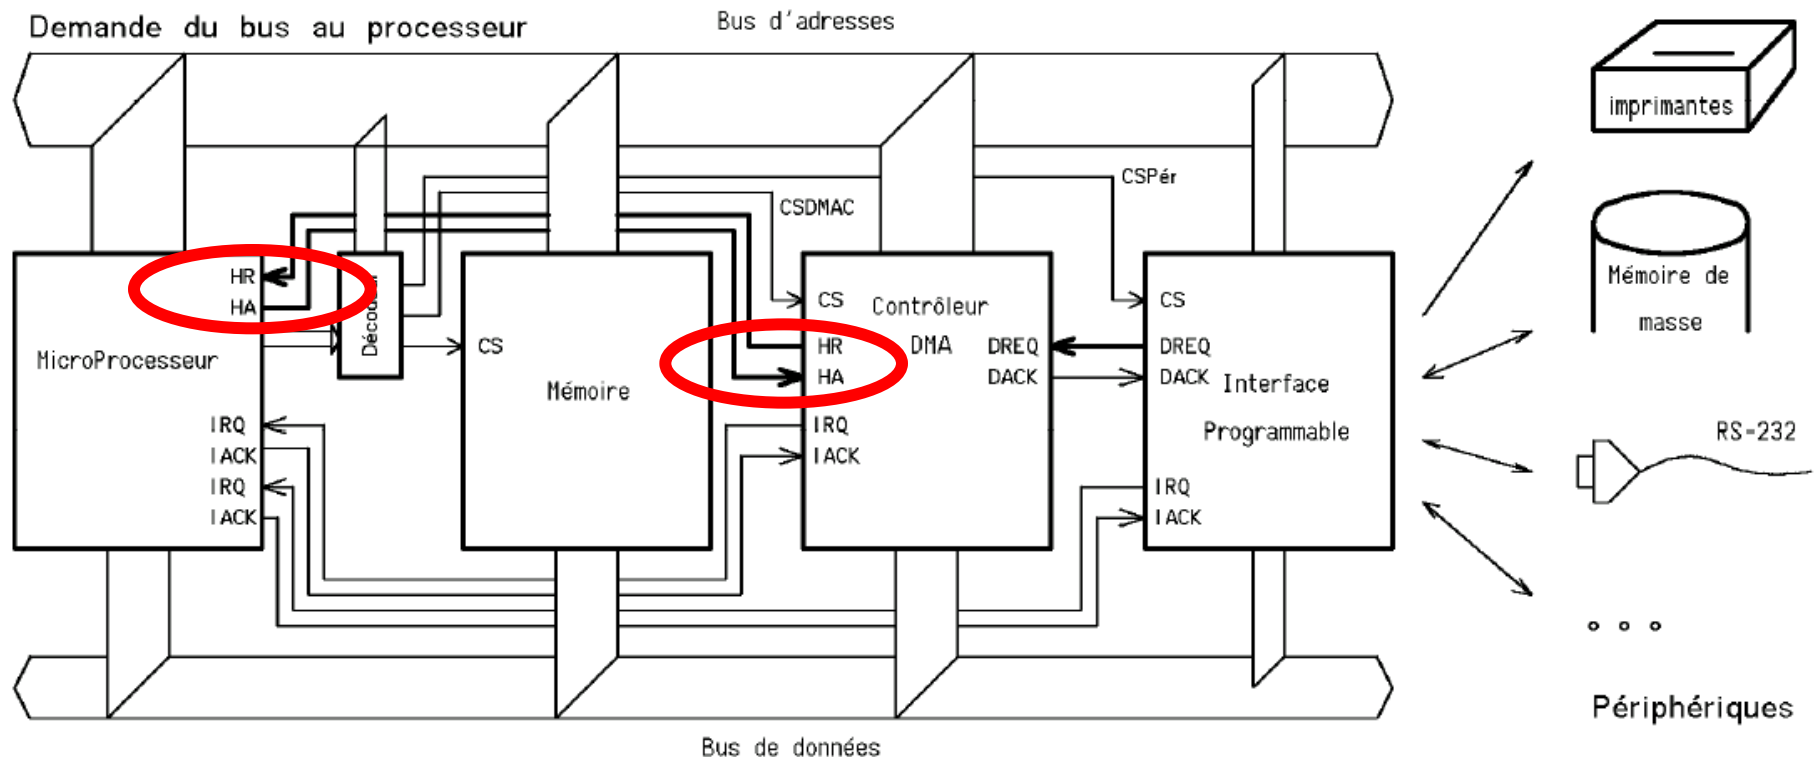 Demande du bus au processeur
Bus d'adresses
imprimantes
CSPér
CSDMAC
HR
HA
Décodeur
MicroProcesseur
IRQ
IACK
IRQ
IACK
CS
Mémoire
CS
Contrôleur
DMA
HR
HA
DREQ
DACK
IRQ
IACK
CS
DREQ
DACK
Interface
Programmable
IRQ
IACK
Mémoire de
masse
RS-232
Périphériques
Bus de données